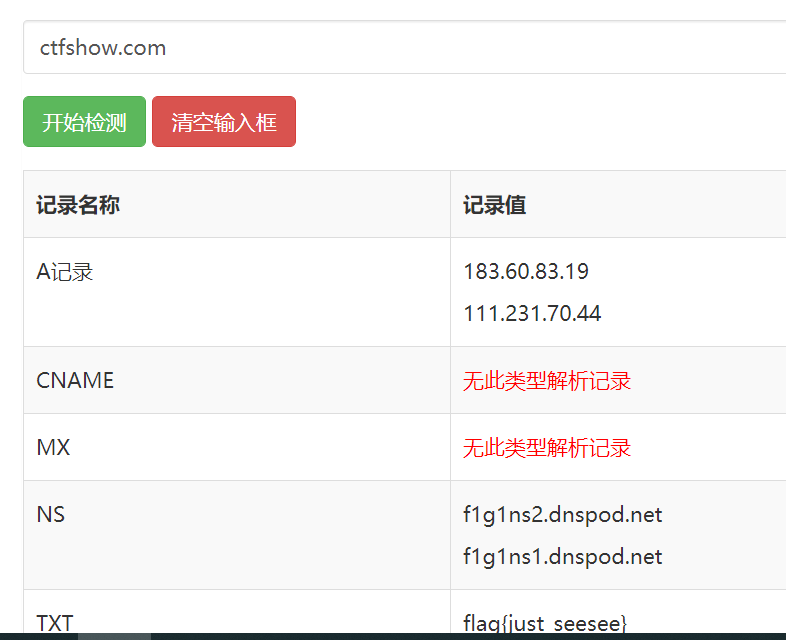 ctfshow.com
开始检测 清空输入框
记录名称 记录值
A记录 183.60.83.19
111.231.70.44
CNAME 无此类型解析记录
MX 无此类型解析记录
NS f1g1ns2.dnspod.net
f1g1ns1.dnspod.net
TXT flag{just_seesee}